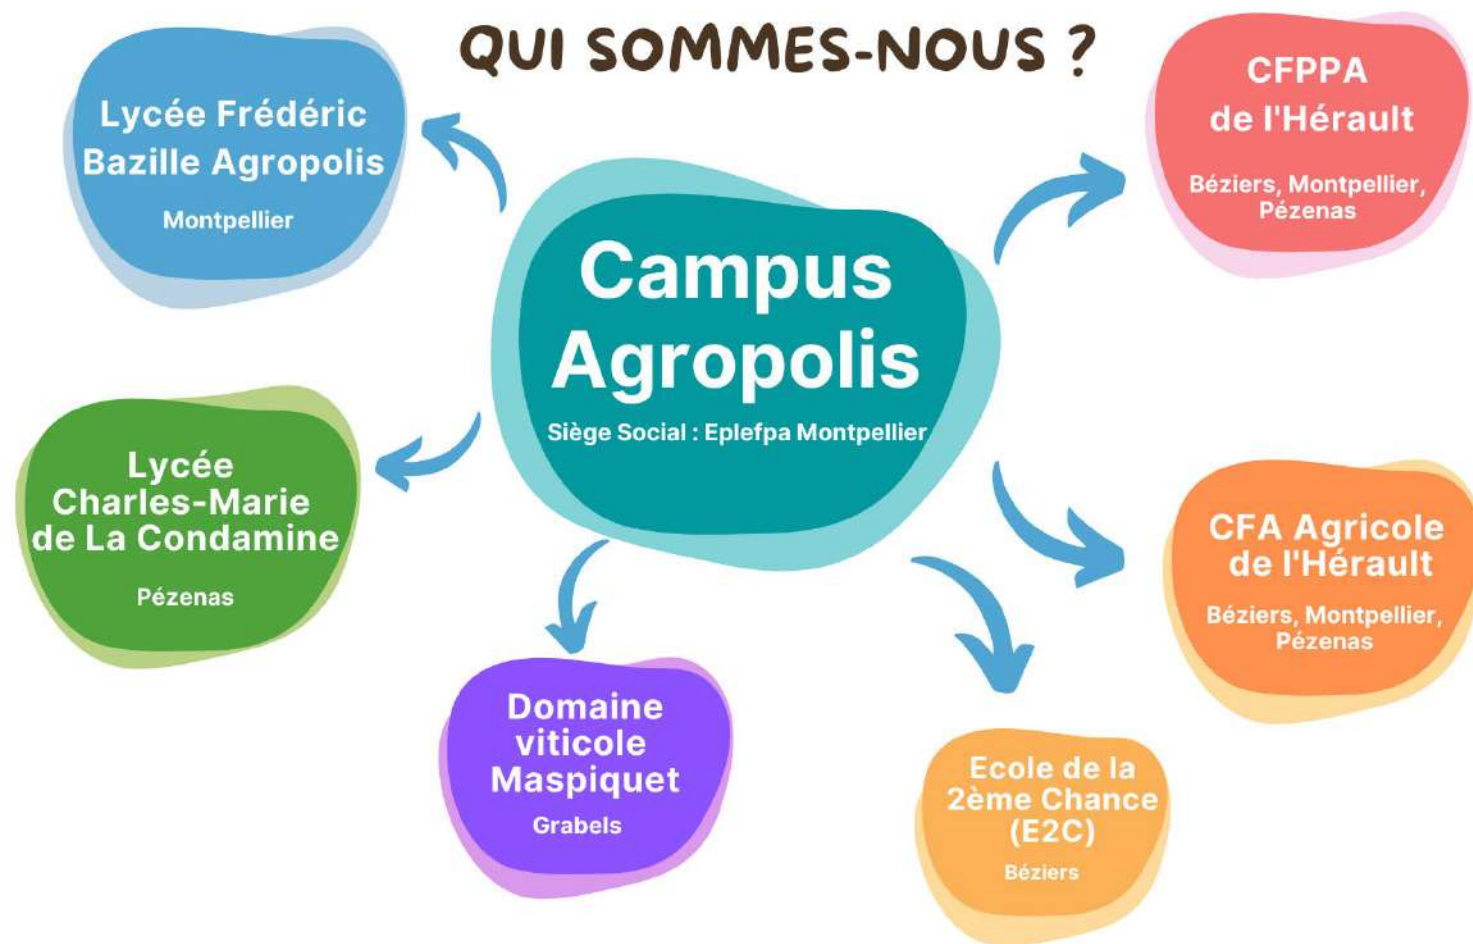 QUI SOMMES-NOUS ?
Lycée Frédéric
Bazille Agropolis
Montpellier
CFPPA
de l'Hérault
Béziers, Montpellier,
Pézenas
Campus
Agropolis
Siège Social : Eplefpa Montpellier
Lycée
Charles-Marie
de La Condamine
Pézenas
CFA Agricole
de l'Hérault
Béziers, Montpellier,
Pézenas
Domaine
viticole
Maspiquet
Grabels
Ecole de la
2ème Chance
(E2C)
Béziers